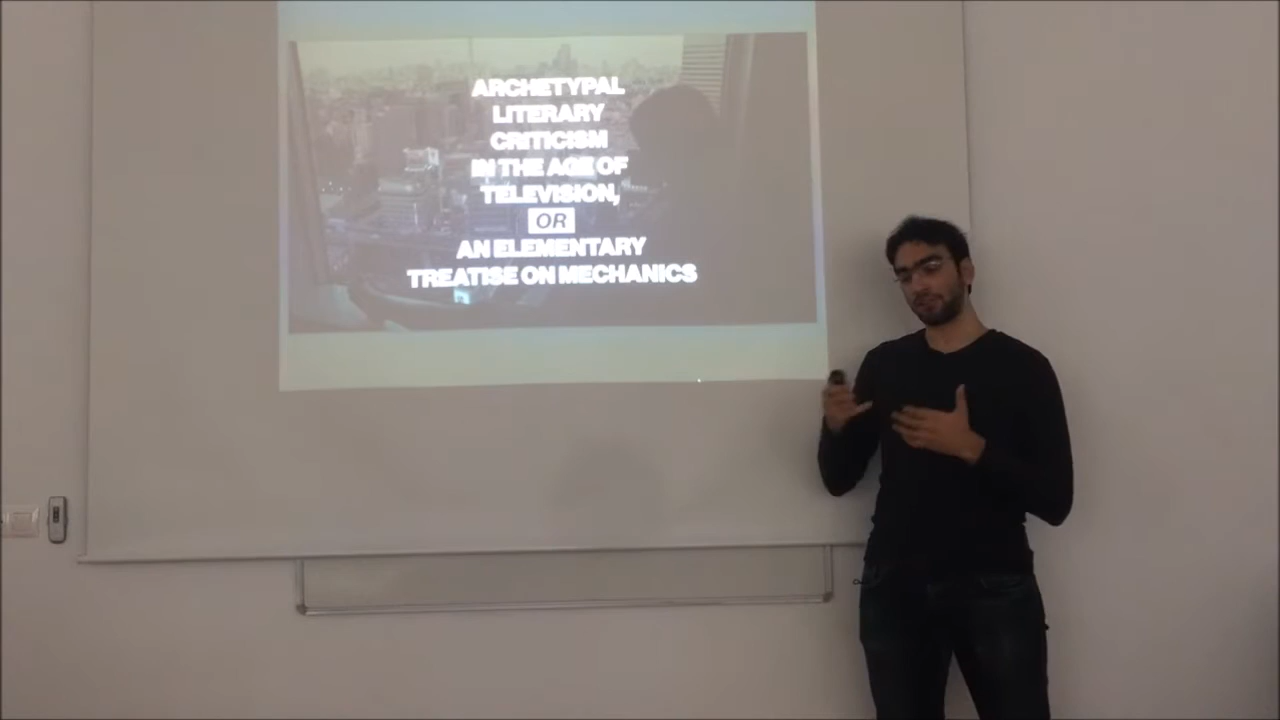 ARCHETYPAL
LITERARY
CRITICISM
IN THE AGE OF
TELEVISION,
OR
AN ELEMENTARY
TREATISE ON MECHANICS